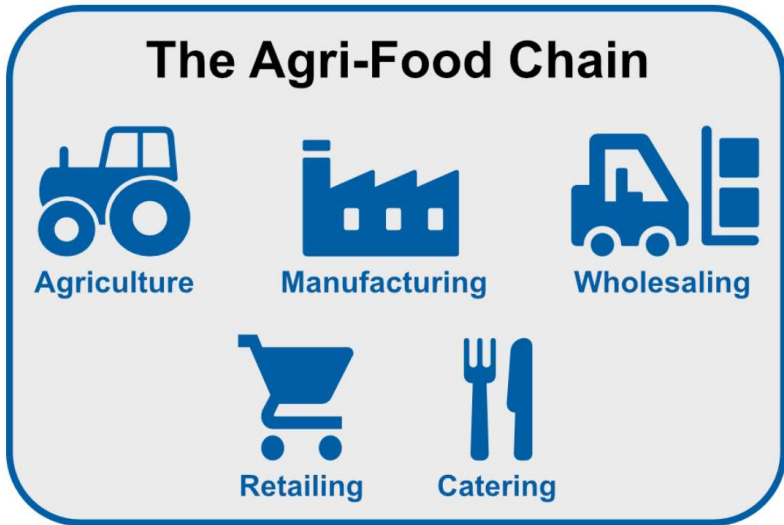 The Agri-Food Chain
Agriculture
Manufacturing
Wholesaling
Retailing
Catering